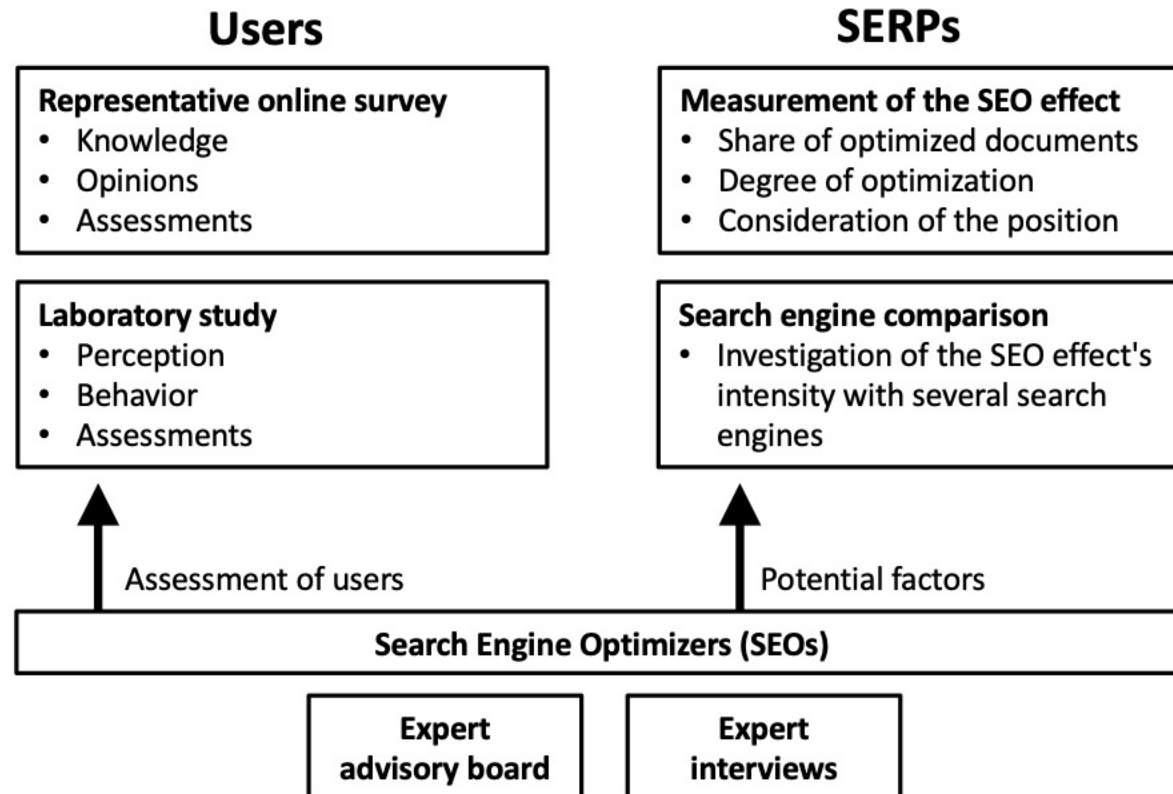 Users
Representative online survey
• Knowledge
• Opinions
• Assessments
Laboratory study
• Perception
• Behavior
• Assessments
SERPs
Measurement of the SEO effect
• Share of optimized documents
• Degree of optimization
• Consideration of the position
Search engine comparison
• Investigation of the SEO effect's
intensity with several search
engines
Assessment of users
Potential factors
Search Engine Optimizers (SEOs)
Expert
advisory board
Expert
interviews